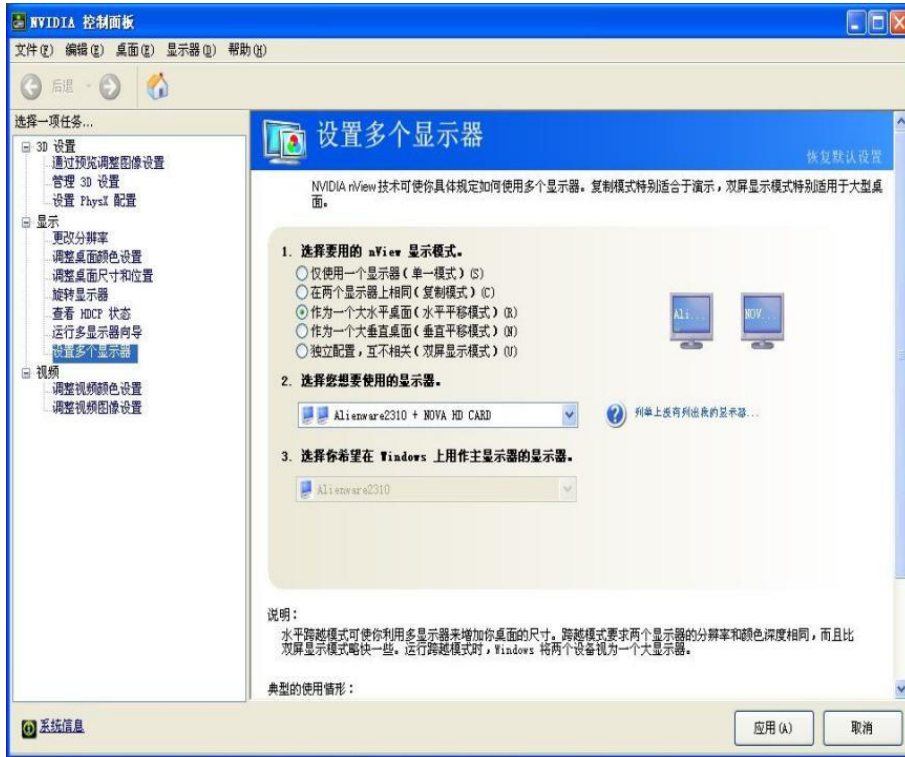 NVIDIA 控制面板
文件(F) 编辑(E) 桌面(E) 显示器(D) 帮助(H)
后退
选择一项任务...
3D 设置
通过预览调整图像设置
管理 3D 设置
设置 PhysX 配置
显示
更改分辨率
调整桌面颜色设置
调整桌面尺寸和位置
旋转显示器
查看 HDCP 状态
运行多显示器向导
设置多个显示器
视频
调整视频颜色设置
调整视频图像设置
设置多个显示器
恢复默认设置
NVIDIA nView 技术可使你具体规定如何使用多个显示器。复制模式特别适合于演示，双屏显示模式特别适用于大型桌
面。
1. 选择要用的 nView 显示模式。
仅使用一个显示器(单一模式)(S)
在两个显示器上相同(复制模式)(C)
作为一个大水平桌面(水平平移模式)(R)
作为一个大垂直桌面(垂直平移模式)(N)
独立配置，互不相关(双屏显示模式)(U)
Ali...
NOV...
2. 选择您想要使用的显示器。
Alienware2310 + NOVA HD CARD
列单上没有列出我的显示器...
3. 选择你希望在 Windows 上用作主显示器的显示器。
Alienware2310
说明：
水平跨越模式可使你利用多显示器来增加你桌面的尺寸。跨越模式要求两个显示器的分辨率和颜色深度相同，而且比
双屏显示模式略快一些。运行跨越模式时，Windows 将两个设备视为一个大显示器。
典型的使用情形：
系统信息
应用(A)
取消